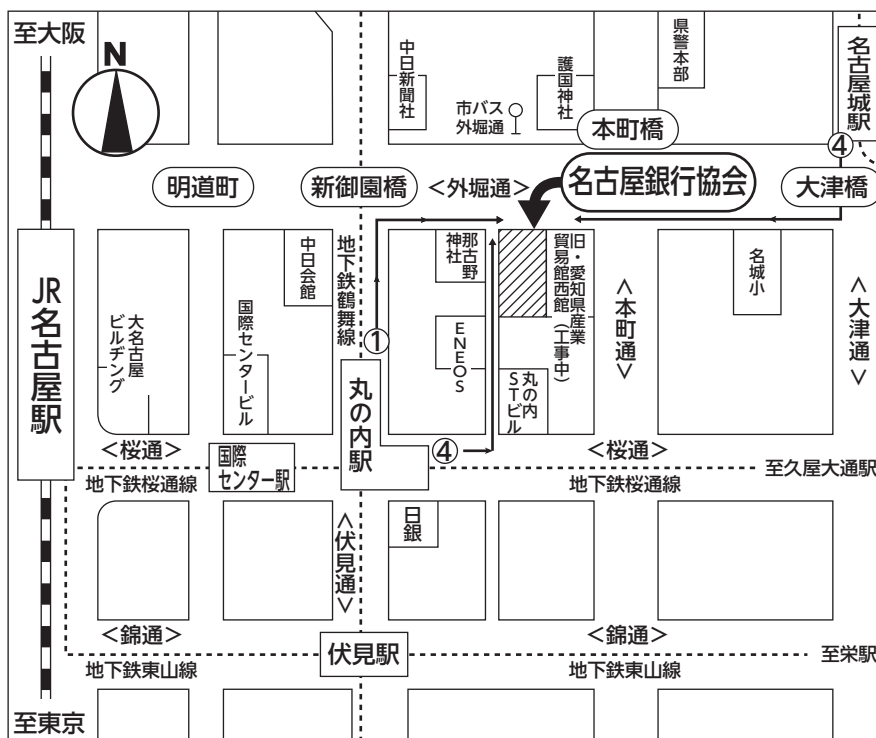 至大阪
N
中日新聞社
市バス
外堀通
護国神社
県警本部
名古屋城駅
④
本町橋
明道町
新御園橋
＜外堀通＞
名古屋銀行協会
大津橋
JR名古屋駅
大名古屋
ビルヂング
国際センタービル
中日会館
地下鉄鶴舞線
①
那古野
神社
ENEOS
旧・愛知県産業
貿易館西館（工事中）
丸の内
STビル
＜本町通＞
名城小
＜大津通＞
丸の内駅
④
＜桜通＞
国際
センター駅
＜桜通＞
至久屋大通駅
地下鉄桜通線
地下鉄桜通線
日銀
＜伏見通＞
＜錦通＞
伏見駅
＜錦通＞
至栄駅
地下鉄東山線
地下鉄東山線
至東京